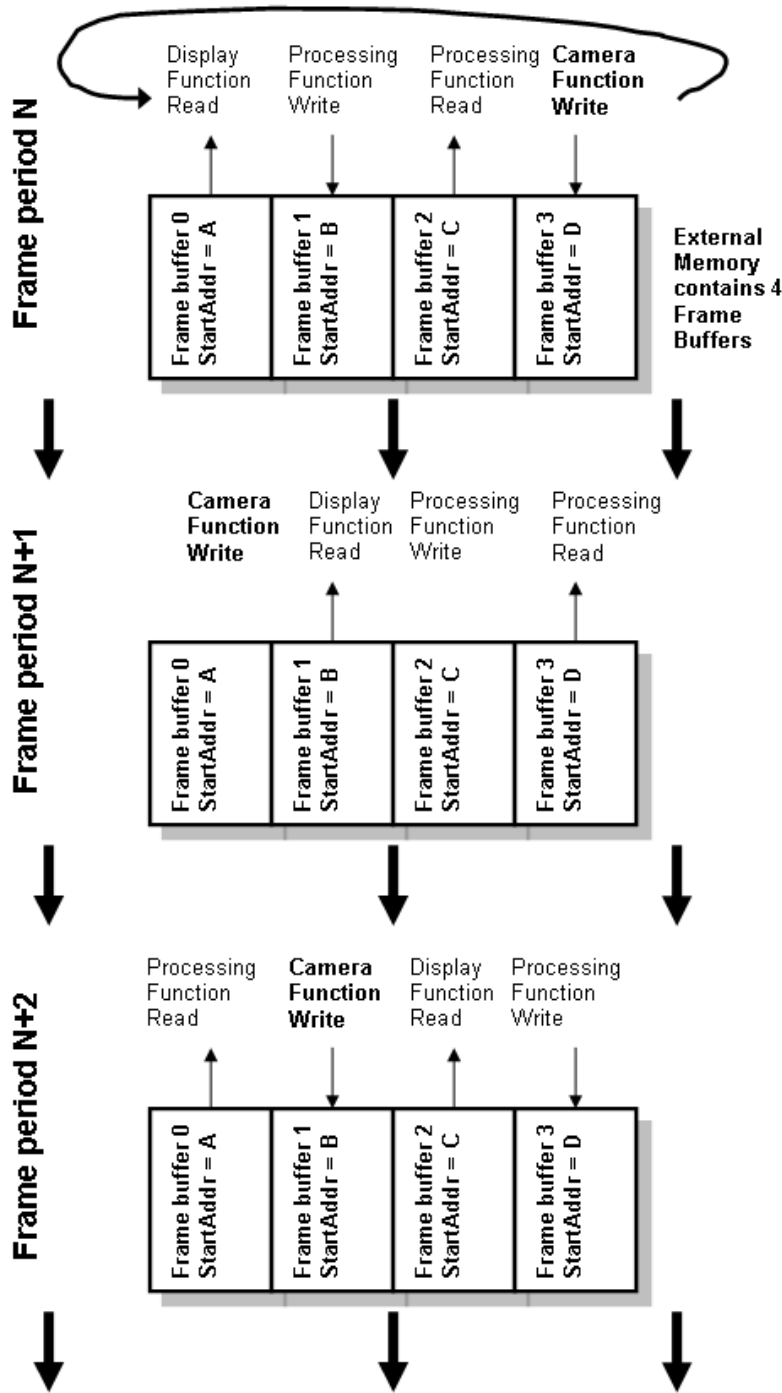 Frame period N
Display
Function
Read
Processing
Function
Write
Processing
Function
Read
Camera
Function
Write
Frame buffer 0
StartAddr = A
Frame buffer 1
StartAddr = B
Frame buffer 2
StartAddr = C
Frame buffer 3
StartAddr = D
External
Memory
contains 4
Frame
Buffers
Frame period N+1
Camera
Function
Write
Display
Function
Read
Processing
Function
Write
Processing
Function
Read
Frame buffer 0
StartAddr = A
Frame buffer 1
StartAddr = B
Frame buffer 2
StartAddr = C
Frame buffer 3
StartAddr = D
Frame period N+2
Processing
Function
Read
Camera
Function
Write
Display
Function
Read
Processing
Function
Write
Frame buffer 0
StartAddr = A
Frame buffer 1
StartAddr = B
Frame buffer 2
StartAddr = C
Frame buffer 3
StartAddr = D